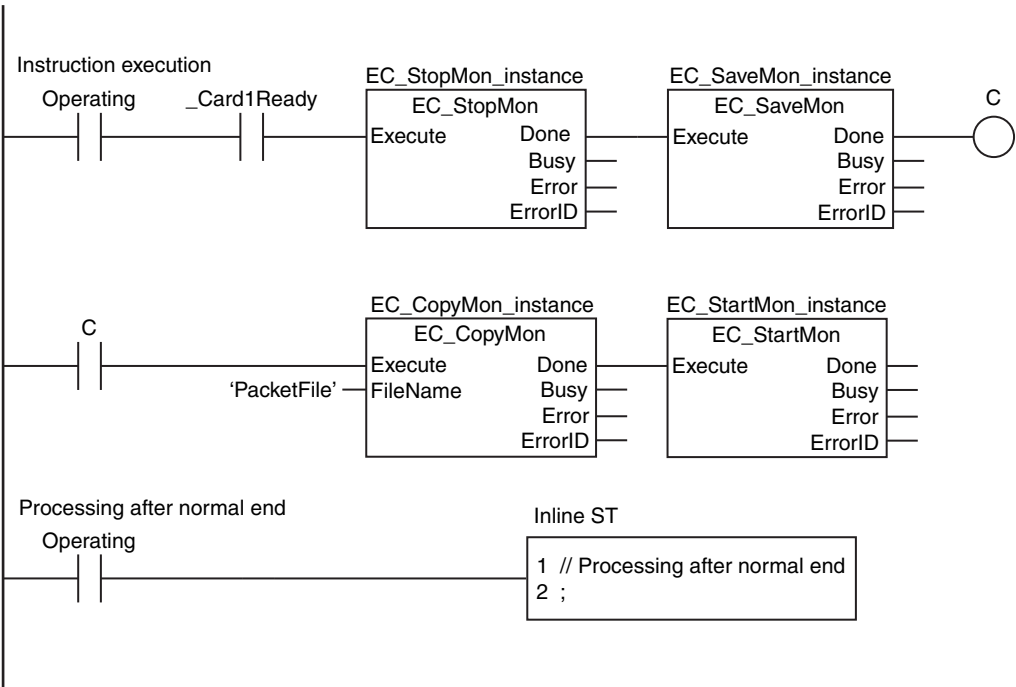 Instruction execution
Operating
_Card1Ready
EC_StopMon_instance
EC_StopMon
Execute Done
Busy
Error
ErrorID
EC_SaveMon_instance
EC_SaveMon
Execute Done
Busy
Error
ErrorID
C
C
EC_CopyMon_instance
EC_CopyMon
Execute Done
‘PacketFile’ FileName Busy
Error
ErrorID
EC_StartMon_instance
EC_StartMon
Execute Done
Busy
Error
ErrorID
Processing after normal end
Operating
Inline ST
1 // Processing after normal end
2 ;